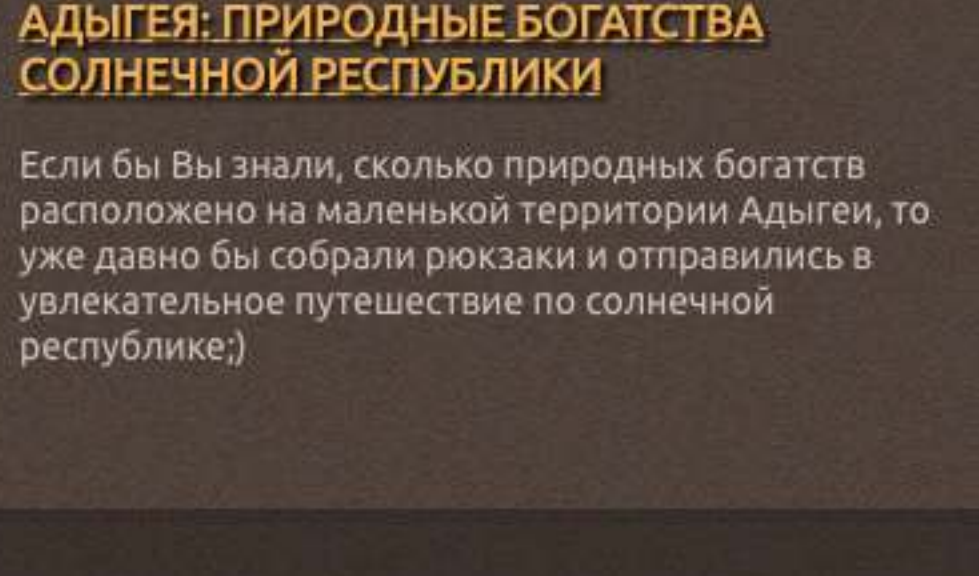 АДЫГЕЯ: ПРИРОДНЫЕ БОГАТСТВА
СОЛНЕЧНОЙ РЕСПУБЛИКИ
Если бы Вы знали, сколько природных богатств
расположено на маленькой территории Адыгеи, то
уже давно бы собрали рюкзаки и отправились в
увлекательное путешествие по солнечной
республике;)